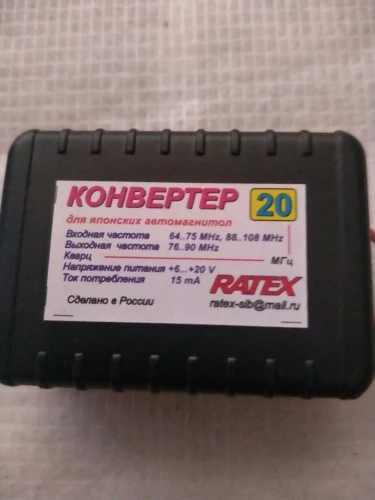 КОНВЕРТЕР 20
для японских автомагнитол
Входная частота 64..75 MHz, 88..108 MHz
Выходная частота 76..90 MHz
Кварц МГц
Напряжение питания +6...+20 V
Ток потребления 15 mA
RATEX
Сделано в России
ratex-sib@mail.ru